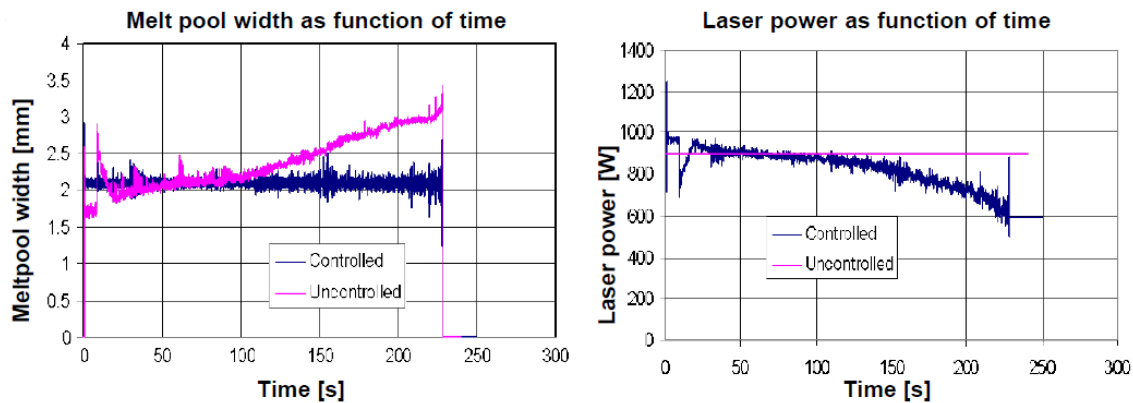 Melt pool width as function of time
Meltpool width [mm]
4
3.5
3
2.5
2
1.5
1
0.5
0
0 50 100 150 200 250 300
Time [s]
Controlled
Uncontrolled
Laser power as function of time
Laser power [W]
1400
1200
1000
800
600
400
200
0
0 50 100 150 200 250 300
Time [s]
Controlled
Uncontrolled